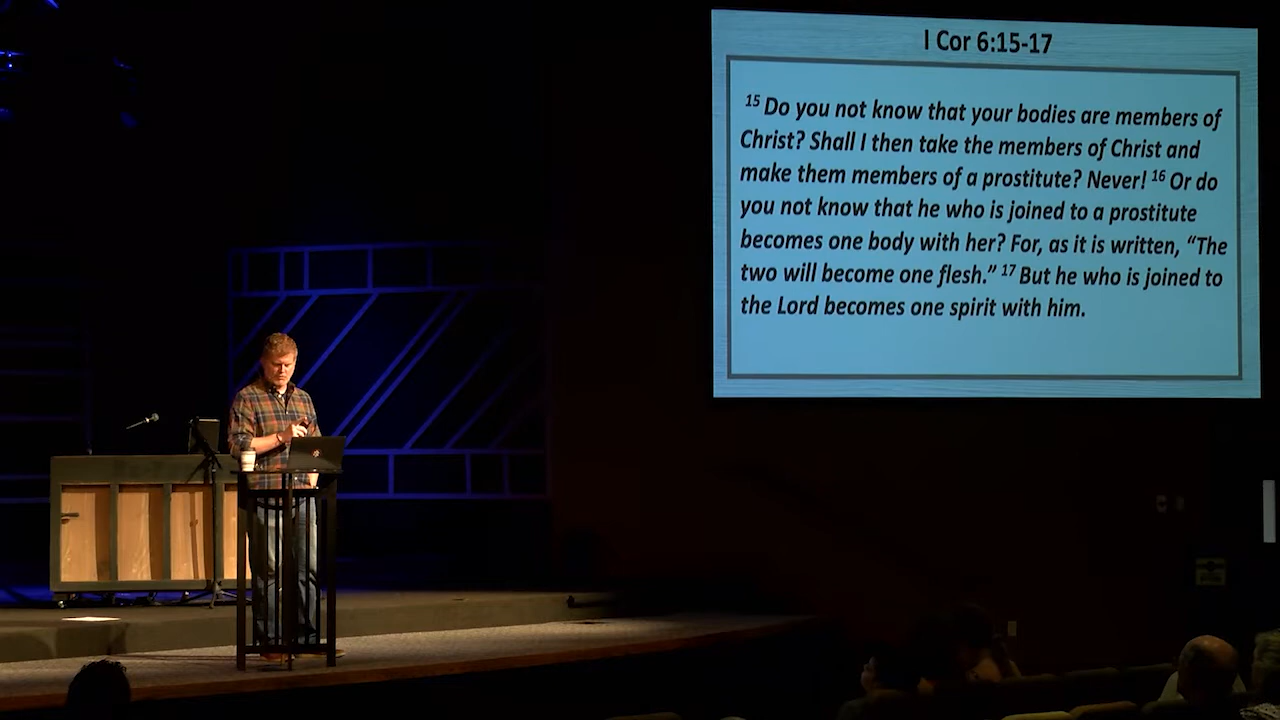 I Cor 6:15-17
15 Do you not know that your bodies are members of
Christ? Shall I then take the members of Christ and
make them members of a prostitute? Never! 16 Or do
you not know that he who is joined to a prostitute
becomes one body with her? For, as it is written, “The
two will become one flesh.” 17 But he who is joined to
the Lord becomes one spirit with him.